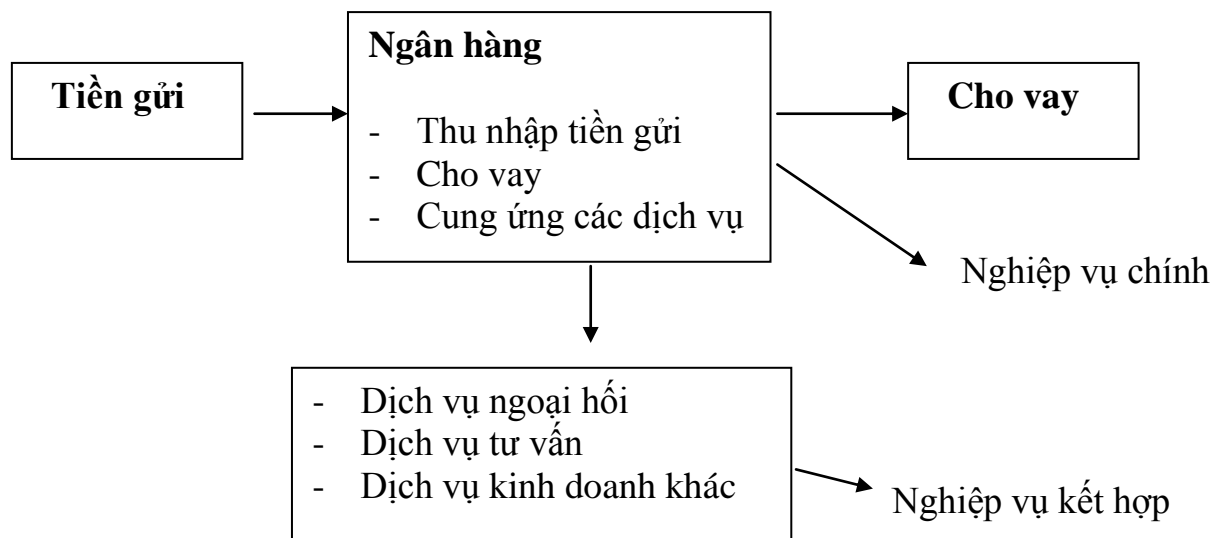 Ngân hàng
Tiền gửi
Cho vay
- Thu nhập tiền gửi
- Cho vay
- Cung ứng các dịch vụ
Nghiệp vụ chính
- Dịch vụ ngoại hối
- Dịch vụ tư vấn
- Dịch vụ kinh doanh khác
Nghiệp vụ kết hợp